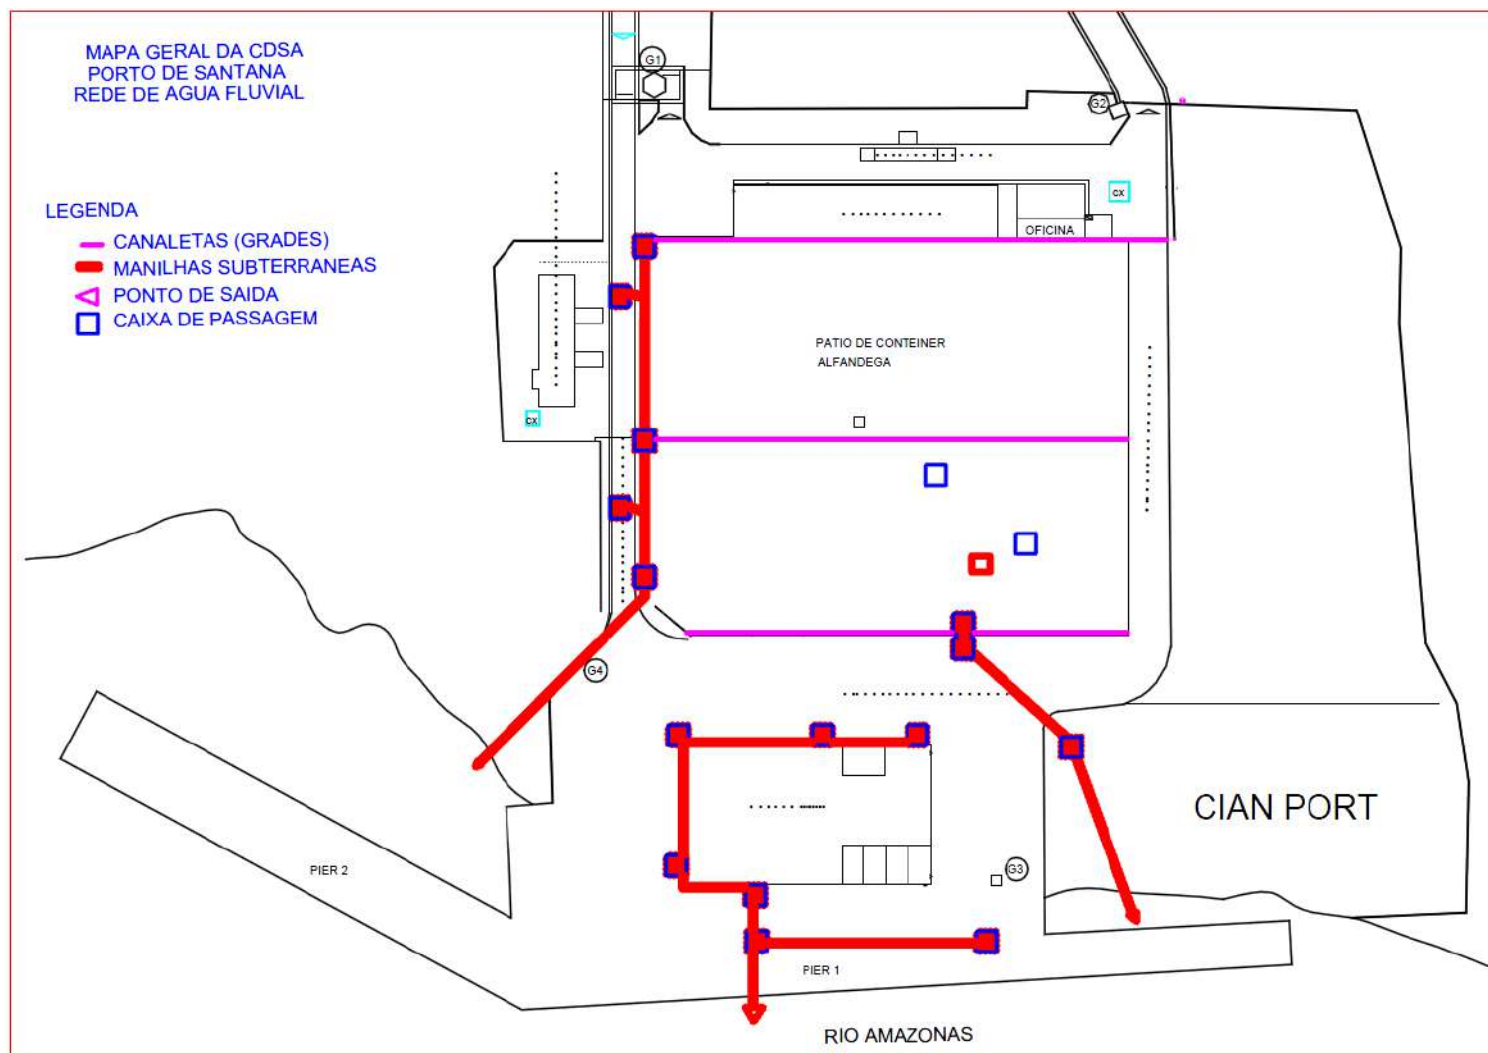 MAPA GERAL DA CDSA
PORTO DE SANTANA
REDE DE AGUA FLUVIAL
G1
G2
LEGENDA
CANALETAS (GRADES)
MANILHAS SUBTERRANEAS
PONTO DE SAIDA
CAIXA DE PASSAGEM
cx
OFICINA
PATIO DE CONTEINER
ALFANDEGA
cx
G4
CIAN PORT
PIER 2
G3
PIER 1
RIO AMAZONAS